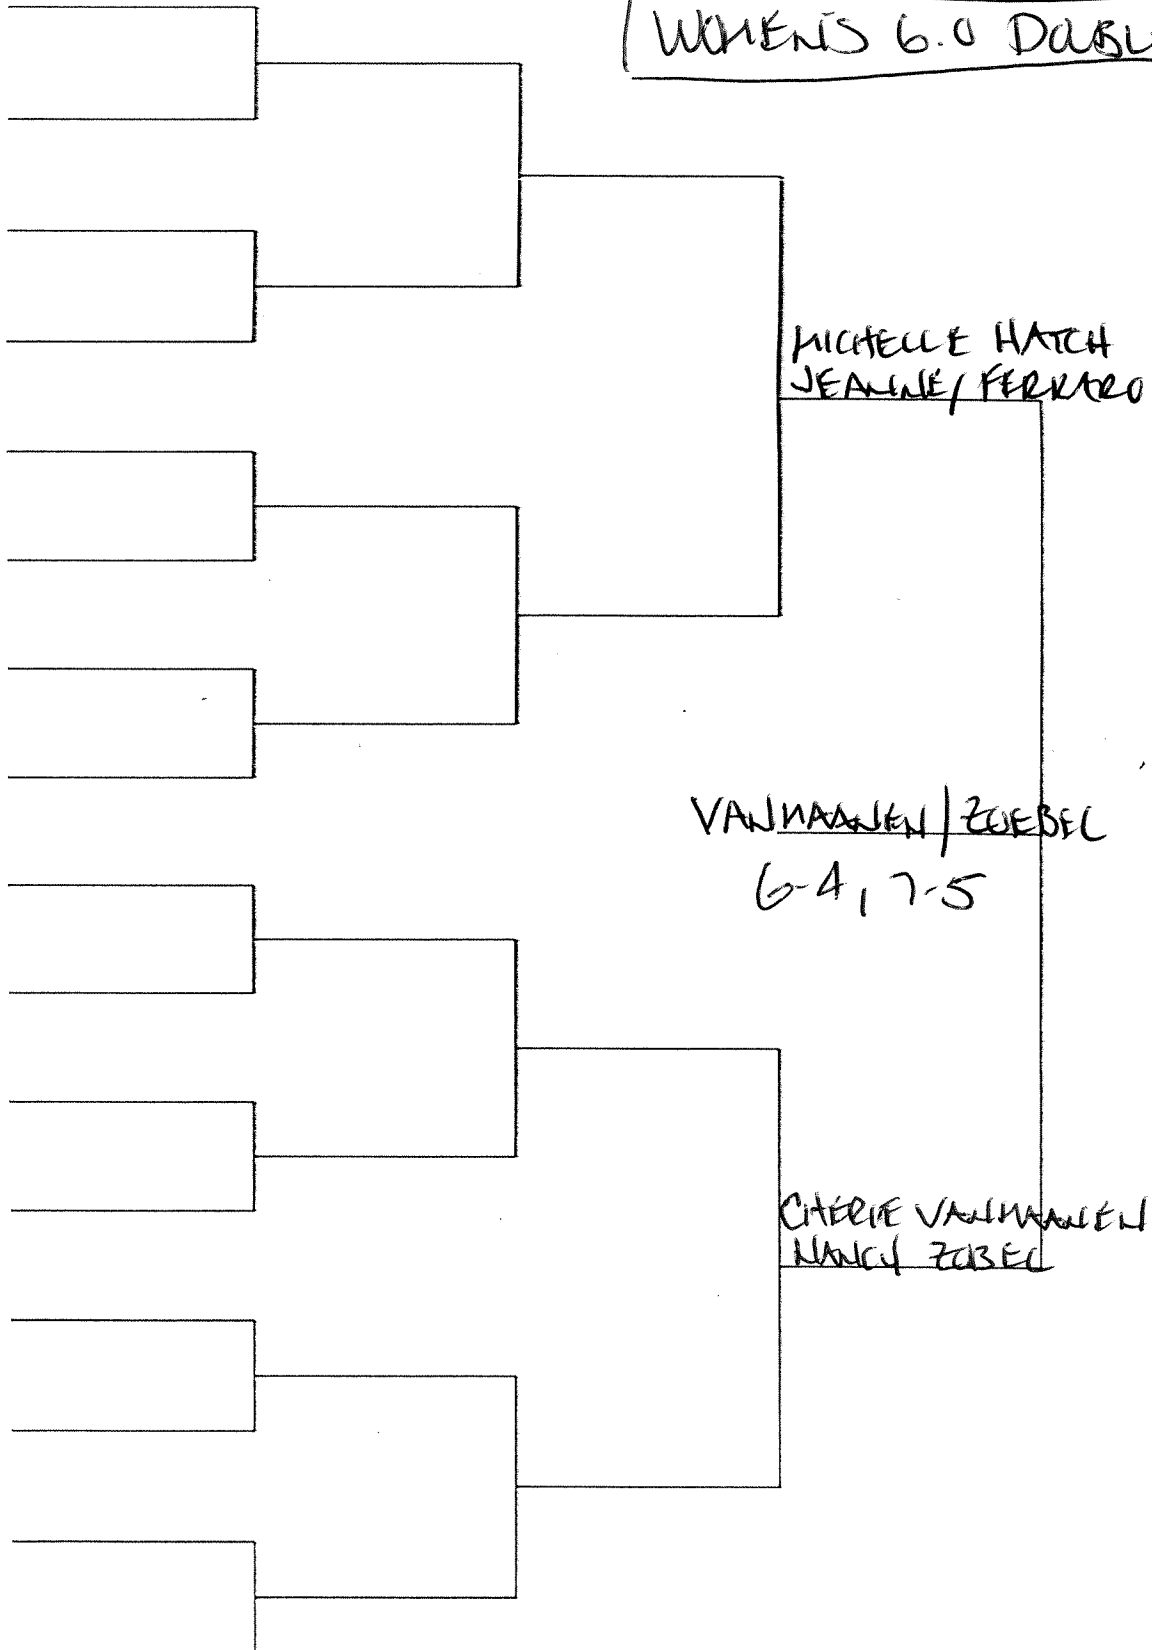 WOMEN'S 6.0 DOUBL
MICHELLE HATCH
JEANNE/ FERRARO
VANMAANEN/ZOEBEL
6-4, 7-5
CHERIE VANMAANEN
NANCY ZOBEL